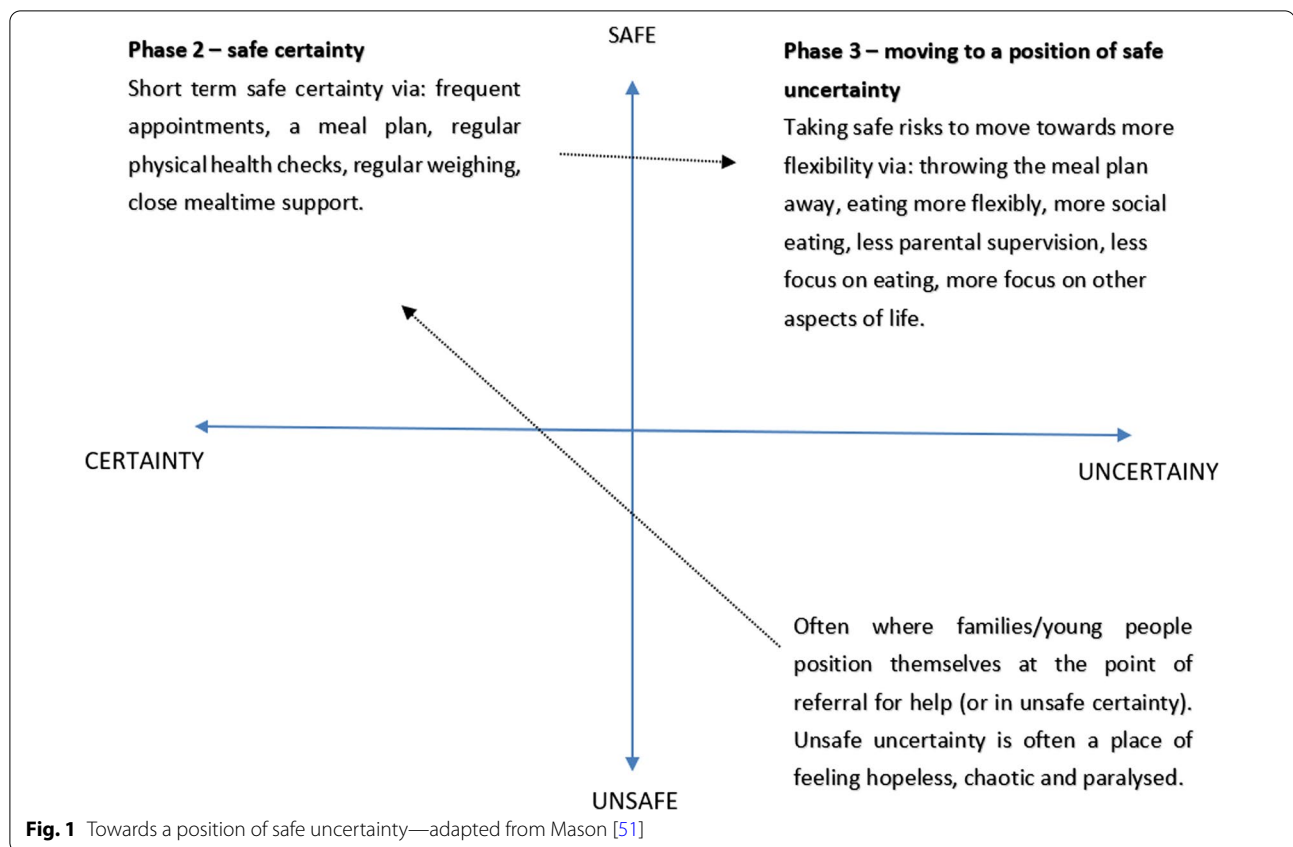 SAFE
Phase 2 – safe certainty
Short term safe certainty via: frequent
appointments, a meal plan, regular
physical health checks, regular weighing,
close mealtime support.
Phase 3 – moving to a position of safe
uncertainty
Taking safe risks to move towards more
flexibility via: throwing the meal plan
away, eating more flexibly, more social
eating, less parental supervision, less
focus on eating, more focus on other
aspects of life.
CERTAINTY
UNCERTAINY
Often where families/young people
position themselves at the point of
referral for help (or in unsafe certainty).
Unsafe uncertainty is often a place of
feeling hopeless, chaotic and paralysed.
UNSAFE
Fig. 1 Towards a position of safe uncertainty—adapted from Mason [51]